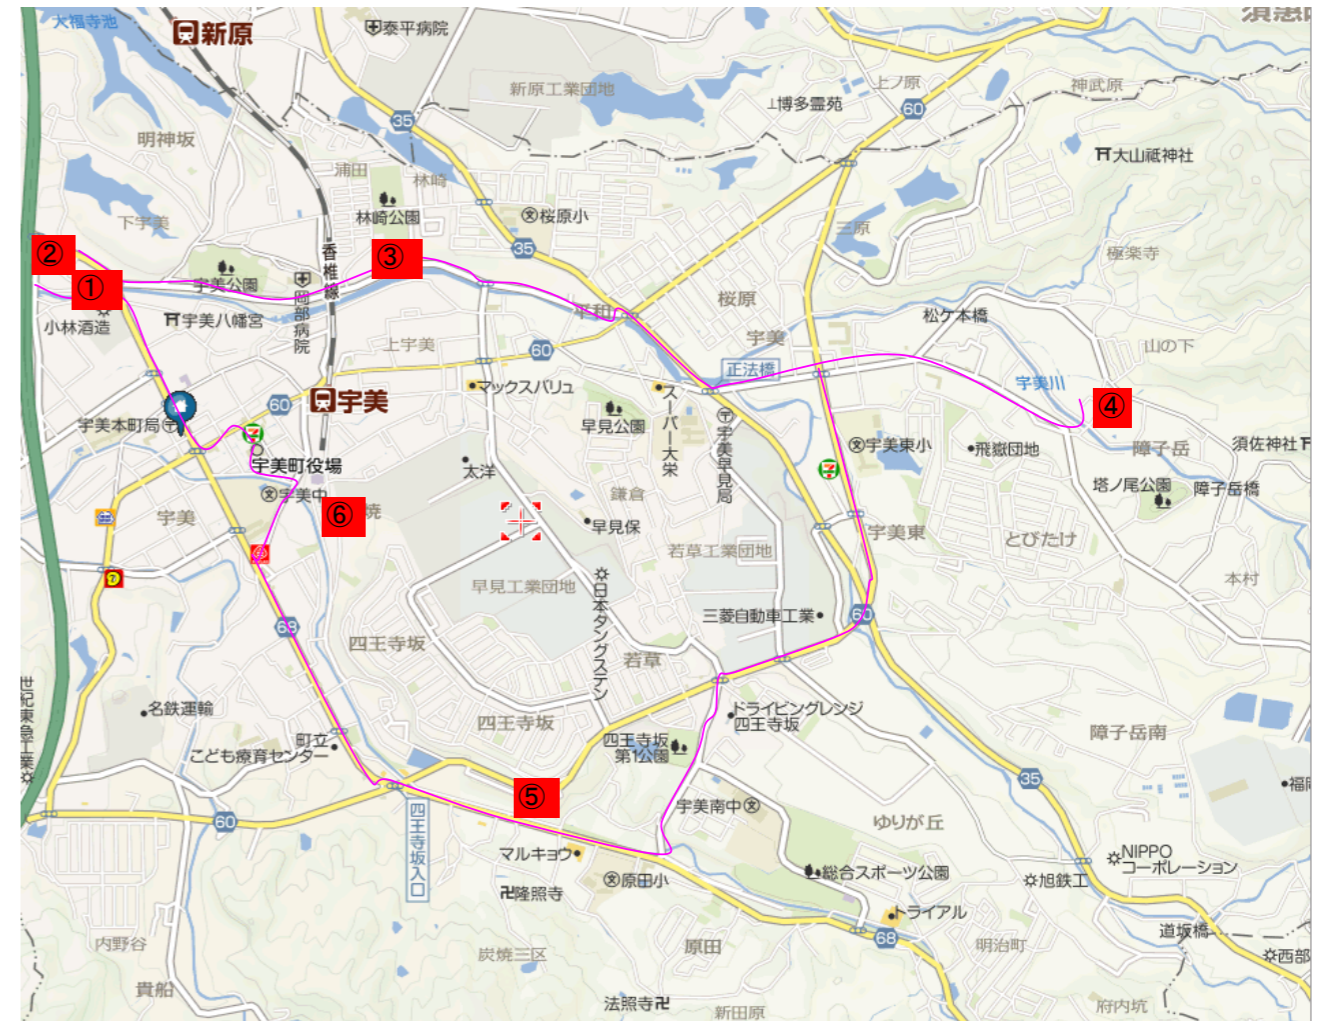 大福寺池
新原
泰平病院
須恵
新原工業団地
上ノ原
神武原
博多霊苑
60
35
明神坂
大山祗神社
浦田
林崎
林崎公園
桜原小
下宇美
三原
②
③
35
香椎線
極楽寺
①
宇美公園
岡部病院
桜原
平和
松ケ本橋
小林酒造
宇美八幡宮
上宇美
60
宇美
山の下
正法橋
宇美川
マックスバリュ
スーパー大栄
宇美
60
④
宇美本町局
早見公園
宇美早見局
宇美東小
飛嶽団地
障子岳
須佐神社
宇美町役場
太洋
塔ノ尾公園
障子岳橋
宇美中
鎌倉
⑥
焼
宇美
早見保
宇美東
とびたけ
若草工業団地
早見工業団地
日本タングステン
本村
三菱自動車工業
60
68
四王寺坂
若草
世紀東急工業
名鉄運輸
四王寺坂
ドライビングレンジ
四王寺坂
障子岳南
町立
こども療育センター
四王寺坂
第1公園
35
福岡
⑤
宇美南中
ゆりが丘
60
四王寺坂入口
マルキョウ
NIPPO
コーポレーション
原田小
総合スポーツ公園
旭鉄工
隆照寺
トライアル
道坂橋
内野谷
炭焼三区
原田
68
明治町
西部
貴船
法照寺
新田原
府内坑